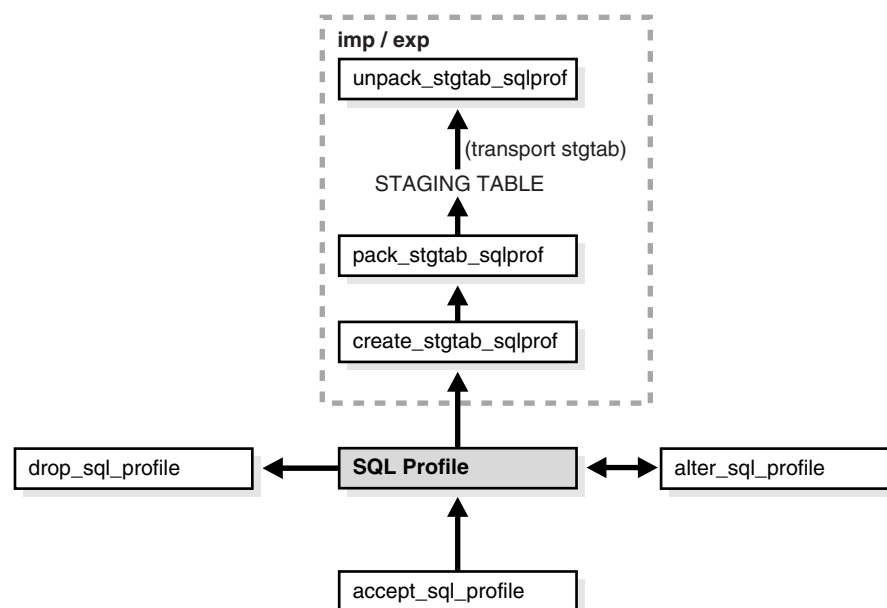 imp / exp
unpack_stgtab_sqlprof
(transport stgtab)
STAGING TABLE
pack_stgtab_sqlprof
create_stgtab_sqlprof
drop_sql_profile
SQL Profile
alter_sql_profile
accept_sql_profile